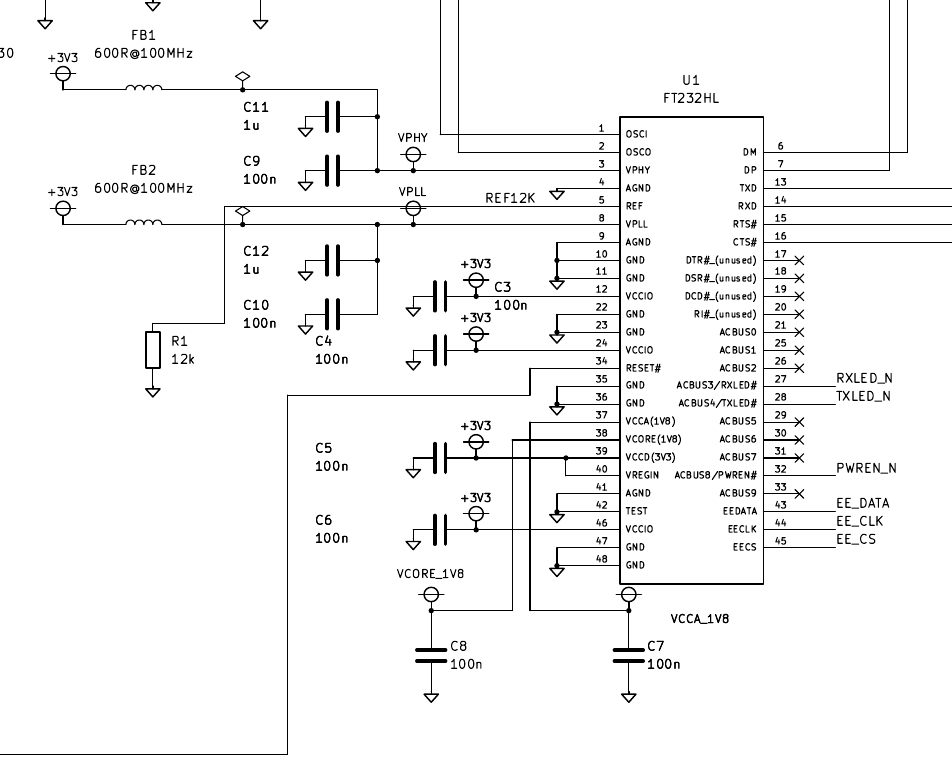 FB1
30
+3V3
600R@100MHz
U1
FT232HL
C11
1u
VPHY
C9
100n
FB2
+3V3
600R@100MHz
VPLL
REF12K
C12
1u
+3V3
C3
100n
C10
100n
+3V3
C4
100n
R1
12k
C5
100n
+3V3
C6
100n
+3V3
VCORE_1V8
C8
100n
VCCA_1V8
C7
100n
1 OSCI
2 OSCO
3 VPHY
4 AGND
5 REF
8 VPLL
9 AGND
10 GND
11 GND
12 VCCIO
22 GND
23 GND
24 VCCIO
34 RESET#
35 GND
36 GND
37 VCCA(1V8)
38 VCORE(1V8)
39 VCCD(3V3)
40 VREGIN
41 AGND
42 TEST
46 VCCIO
47 GND
48 GND
DM 6
DP 7
TXD 13
RXD 14
RTS# 15
CTS# 16
DTR#_(unused) 17
DSR#_(unused) 18
DCD#_(unused) 19
RI#_(unused) 20
ACBUS0 21
ACBUS1 25
ACBUS2 26
ACBUS3/RXLED# 27 RXLED_N
ACBUS4/TXLED# 28 TXLED_N
ACBUS5 29
ACBUS6 30
ACBUS7 31
ACBUS8/PWREN# 32 PWREN_N
ACBUS9 33
EEDATA 43 EE_DATA
EECLK 44 EE_CLK
EECS 45 EE_CS